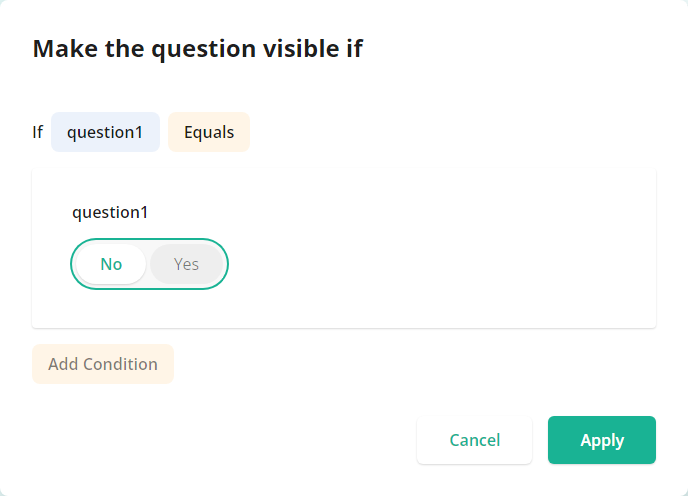 Make the question visible if
If question1 Equals
question1
No Yes
Add Condition
Cancel Apply